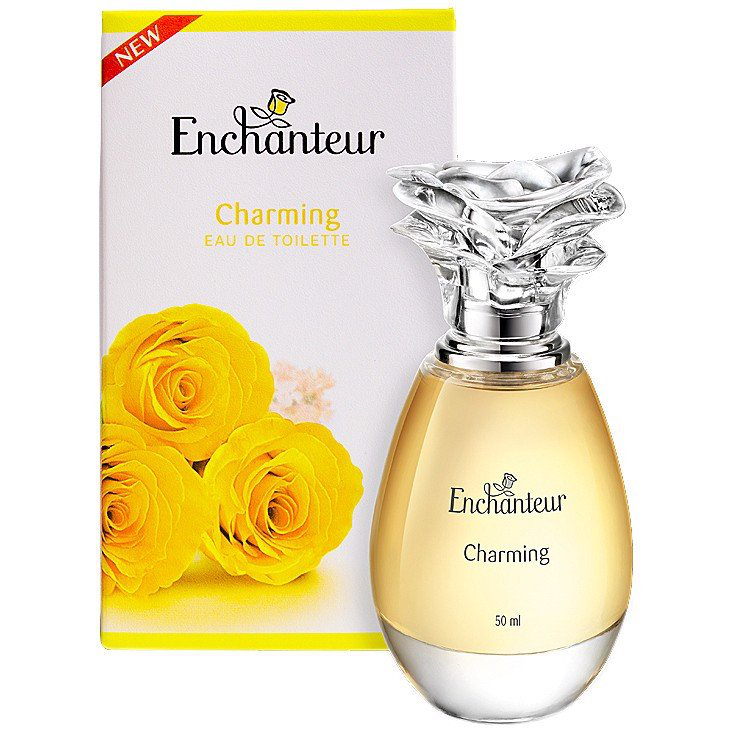 NEW
Enchanteur
Charming
EAU DE TOILETTE
Enchanteur
Charming
50 ml